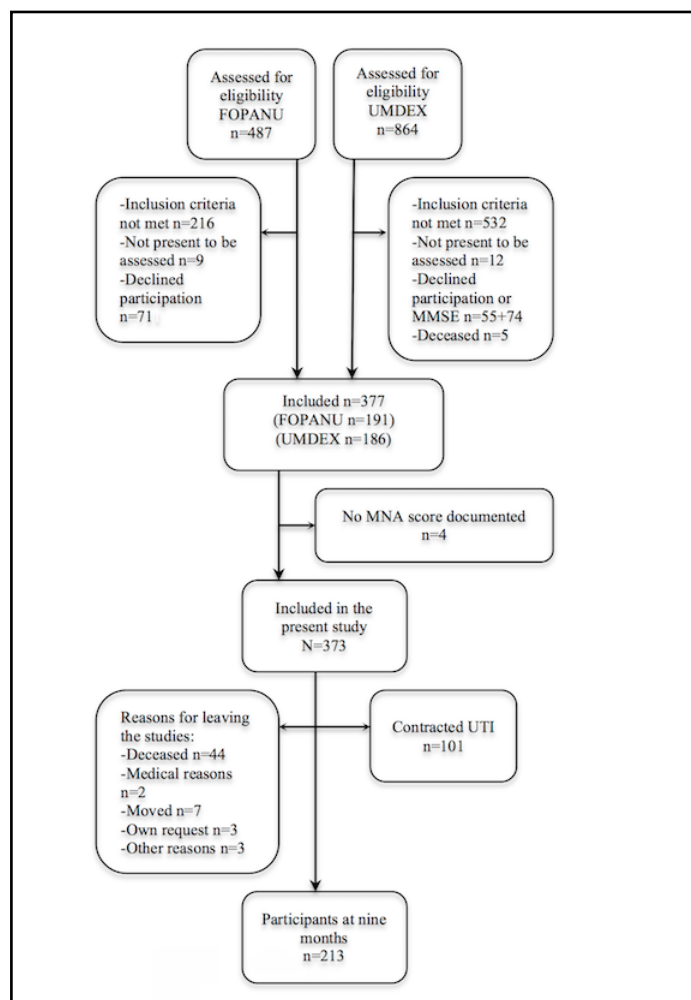 Assessed for
eligibility
FOPANU
n=487
Assessed for
eligibility
UMDEX
n=864
-Inclusion criteria
not met n=216
-Not present to be
assessed n=9
-Declined
participation
n=71
-Inclusion criteria
not met n=532
-Not present to be
assessed n=12
-Declined
participation or
MMSE n=55+74
-Deceased n=5
Included n=377
(FOPANU n=191)
(UMDEX n=186)
No MNA score documented
n=4
Included in the
present study
N=373
Reasons for leaving
the studies:
-Deceased n=44
-Medical reasons
n=2
-Moved n=7
-Own request n=3
-Other reasons n=3
Contracted UTI
n=101
Participants at nine
months
n=213